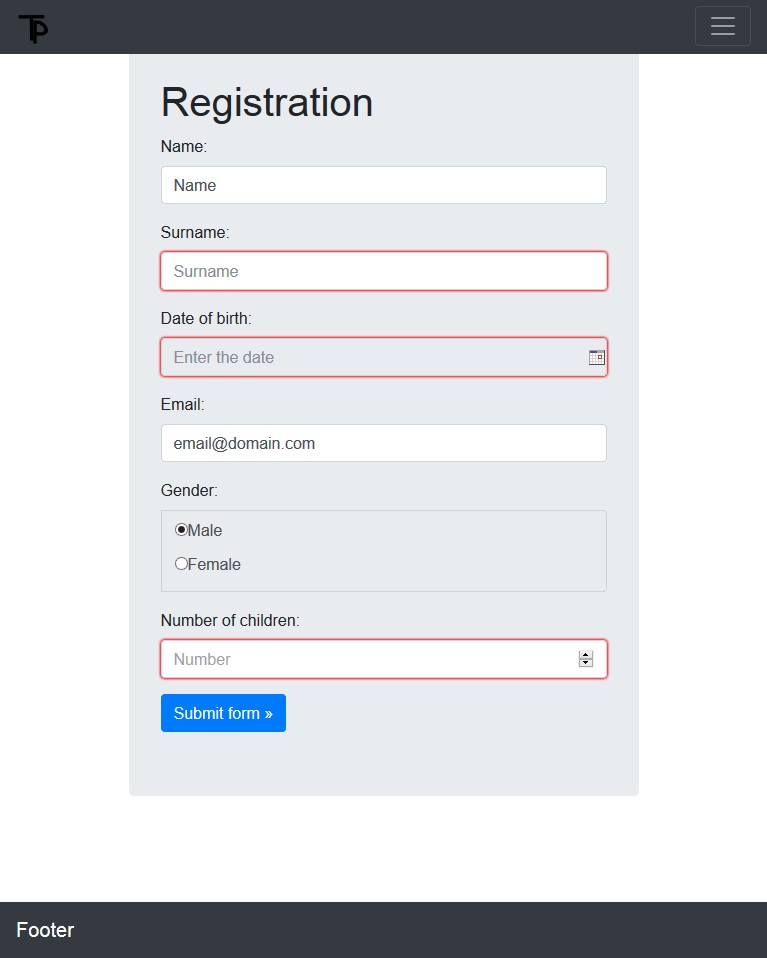 TP
Registration
Name:
Name
Surname:
Surname
Date of birth:
Enter the date
Email:
email@domain.com
Gender:
Male
Female
Number of children:
Number
Submit form »
Footer